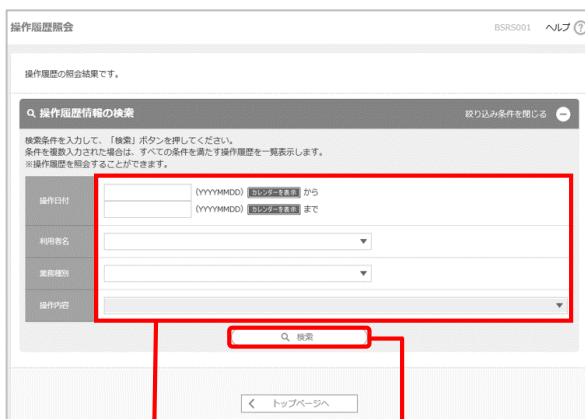 操作履歴照会
BSRS001 ヘルプ ?
操作履歴の照会結果です。
操作履歴情報の検索
絞り込み条件を閉じる
検索条件を入力して、「検索」ボタンを押してください。
条件を複数入力された場合は、すべての条件を満たす操作履歴を一覧表示します。
※操作履歴を照会することができます。
操作日付
(YYYYMMDD) カレンダーを表示 から
(YYYYMMDD) カレンダーを表示 まで
利用者名
業務種別
操作内容
検索
トップページへ